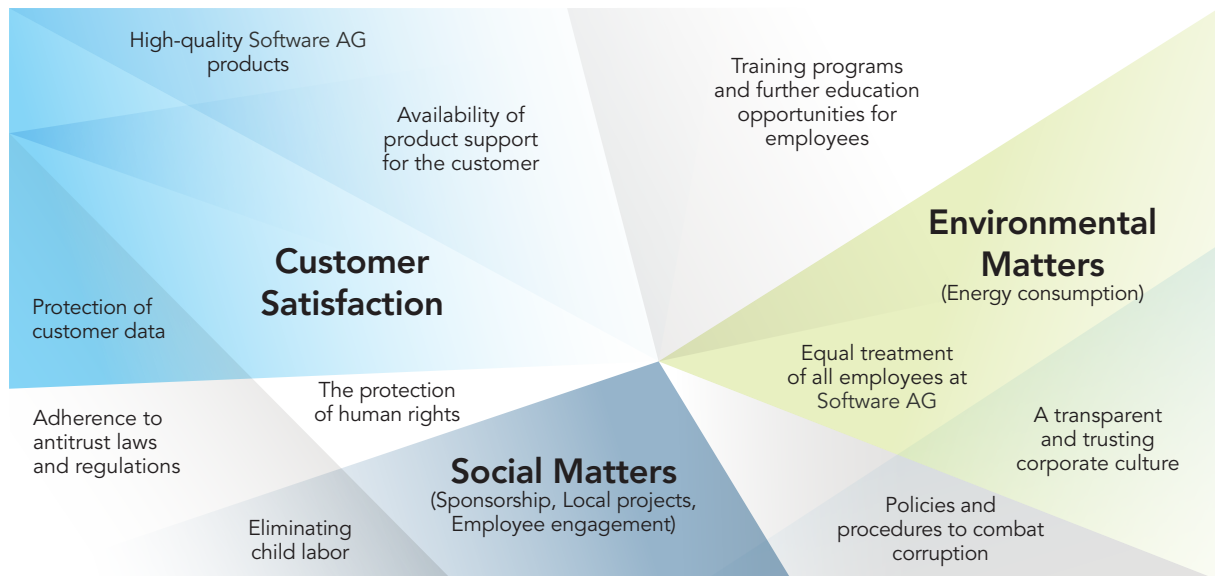 High-quality Software AG
products
Availability of
product support
for the customer
Training programs
and further education
opportunities for
employees
Customer
Satisfaction
Environmental
Matters
(Energy consumption)
Protection of
customer data
The protection
of human rights
Equal treatment
of all employees at
Software AG
Adherence to
antitrust laws
and regulations
A transparent
and trusting
corporate culture
Social Matters
(Sponsorship, Local projects,
Employee engagement)
Eliminating
child labor
Policies and
procedures to combat
corruption